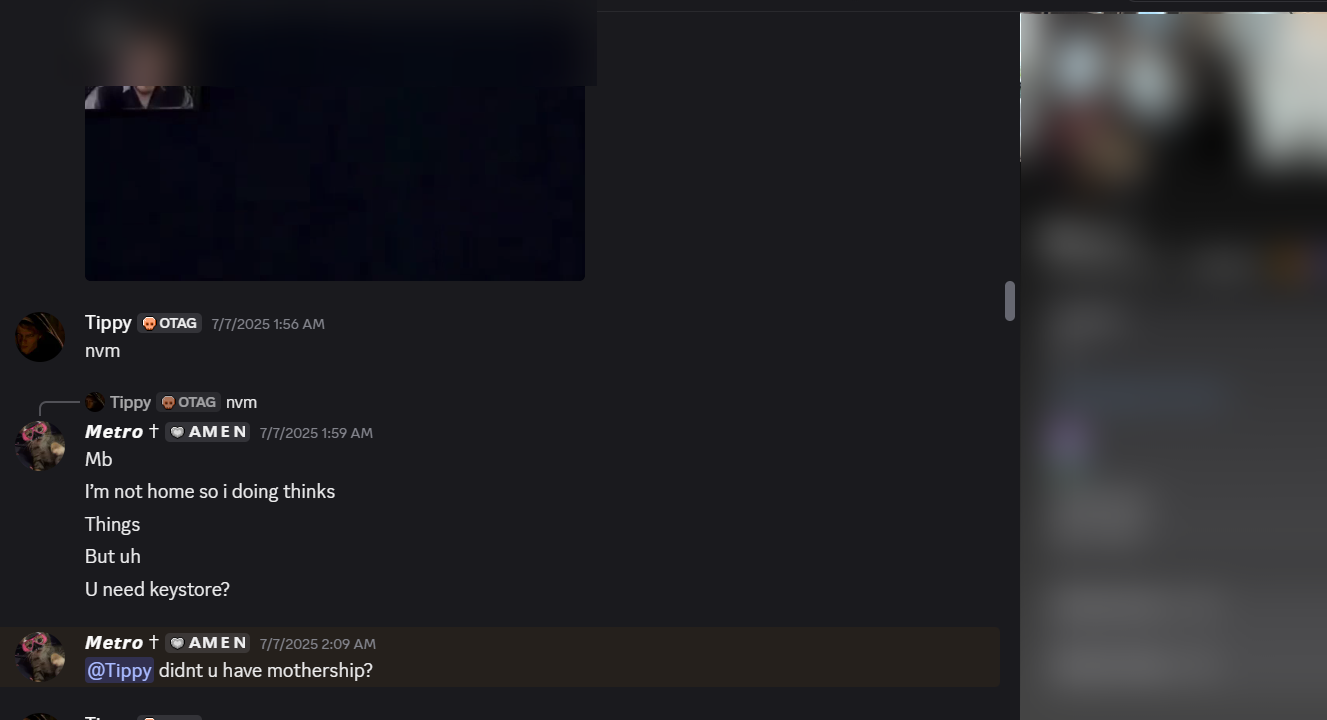 Tippy OTAG 7/7/2025 1:56 AM
nvm
Tippy OTAG nvm
Metro † AMEN 7/7/2025 1:59 AM
Mb
I'm not home so i doing thinks
Things
But uh
U need keystore?
Metro † AMEN 7/7/2025 2:09 AM
@Tippy didnt u have mothership?